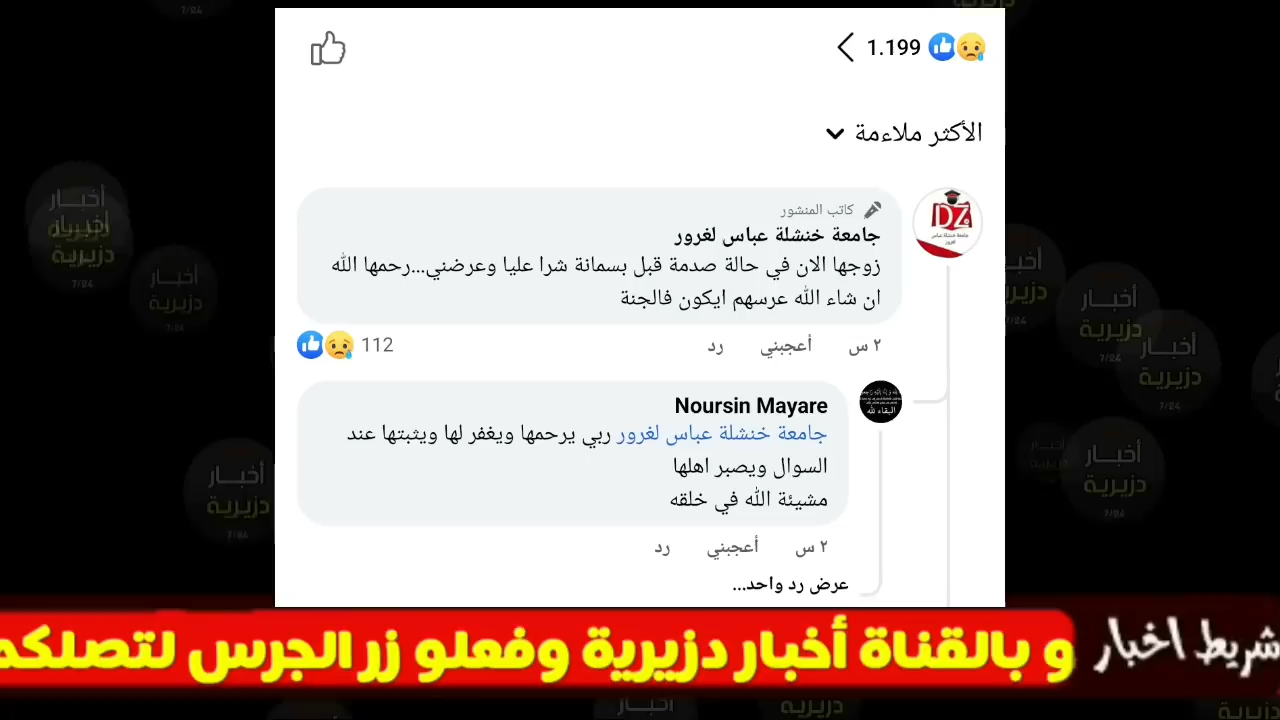 1.199
الأكثر ملاءمة
كاتب المنشور
جامعة خنشلة عباس لغرور
زوجها الان في حالة صدمة قبل بسمانة شرا عليا وعرضني...رحمها الله
ان شاء الله عرسهم ايكون فالجنة
٢ س أعجبني رد 112
Noursin Mayare
جامعة خنشلة عباس لغرور ربي يرحمها ويغفر لها ويثبتها عند
السوال ويصبر اهلها
مشيئة الله في خلقه
٢ س أعجبني رد
عرض رد واحد...
شريط اخبار
و بالقناة أخبار دزيرية وفعلو زر الجرس لتصلكم
أخبار
دزيرية
7/24